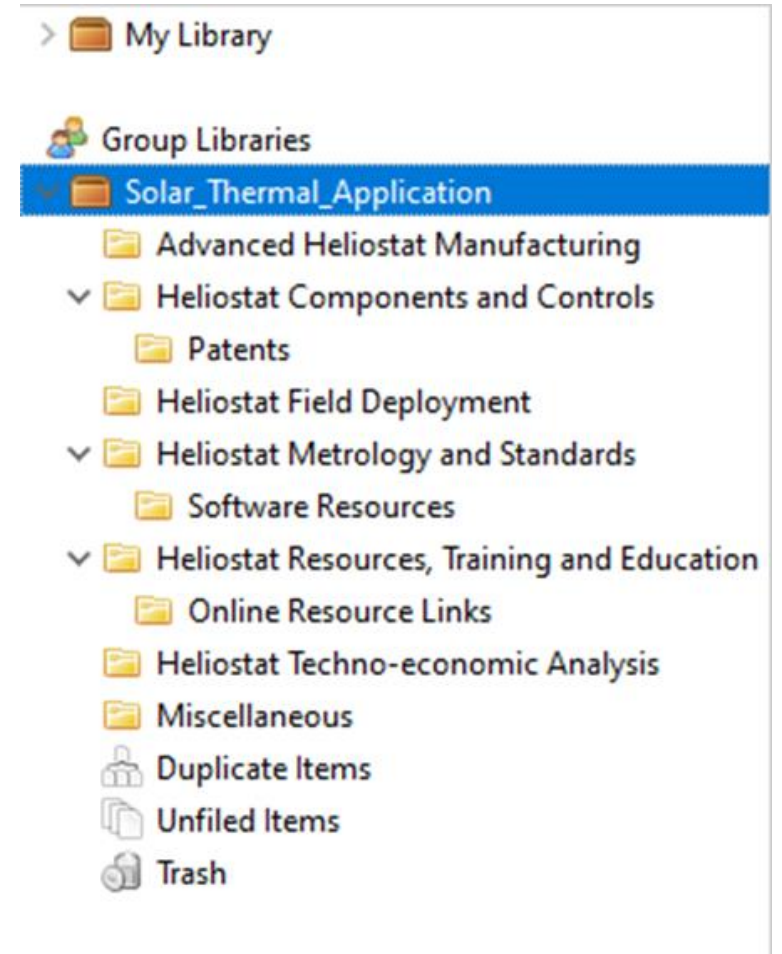 My Library
Group Libraries
Solar_Thermal_Application
Advanced Heliostat Manufacturing
Heliostat Components and Controls
Patents
Heliostat Field Deployment
Heliostat Metrology and Standards
Software Resources
Heliostat Resources, Training and Education
Online Resource Links
Heliostat Techno-economic Analysis
Miscellaneous
Duplicate Items
Unfiled Items
Trash